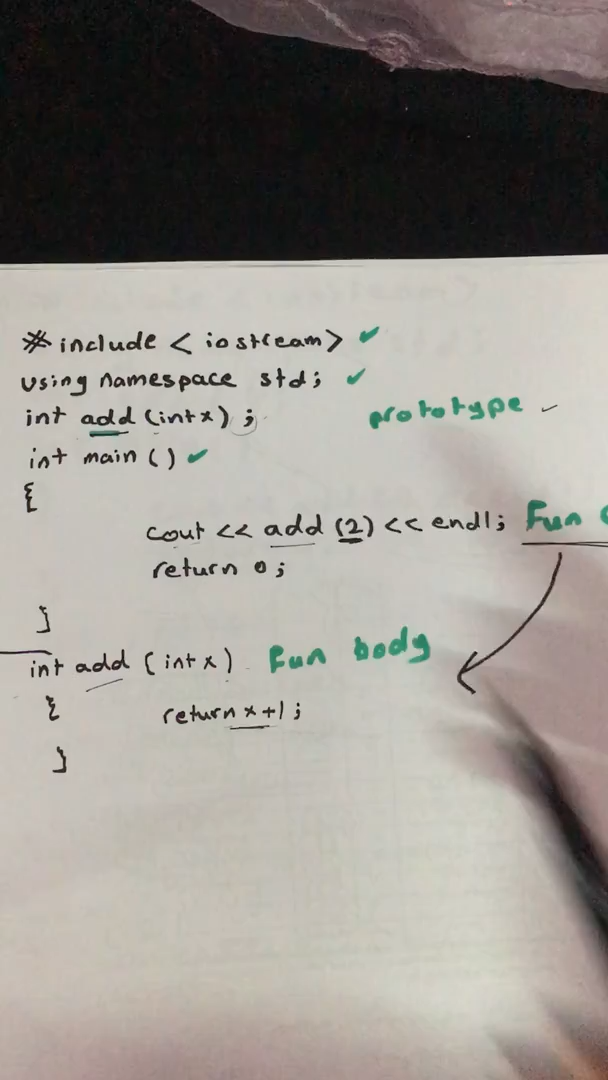 #include <iostream> ✓
using namespace std; ✓
int add (int x) ; prototype ✓
int main () ✓
{
cout << add (2) << endl; Fun
return 0;
}
int add (int x) Fun body
{ return x+1;
}